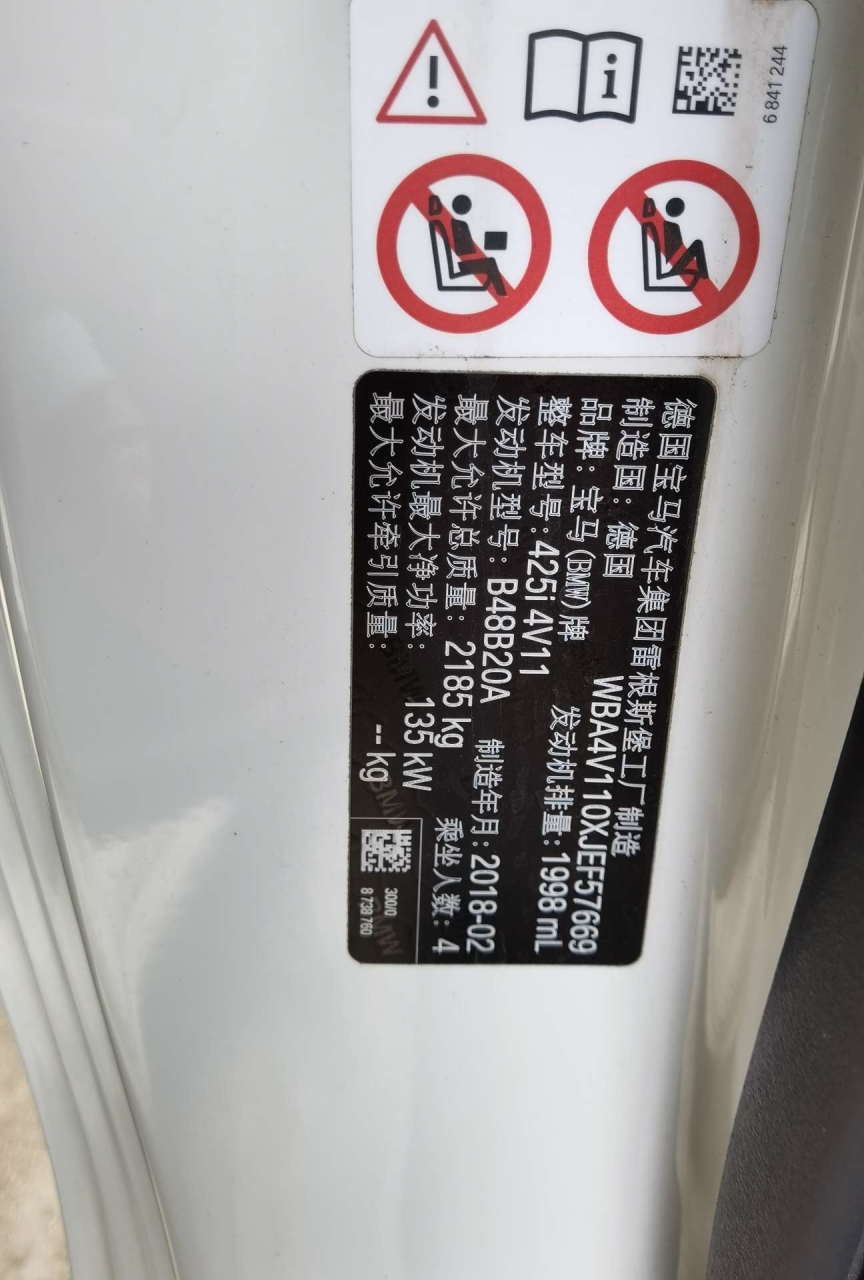 6 841 244
德国宝马汽车集团雷根斯堡工厂制造
制造国：德国 WBA4V110XJEF57669
品牌：宝马(BMW)牌 发动机排量：1998 mL
整车型号：425i 4V11
发动机型号：B48B20A 制造年月：2018-02
最大允许总质量：2185 kg 乘坐人数：4
发动机最大净功率：135 kW
最大允许牵引质量：-- kg
300/0
8 738 760